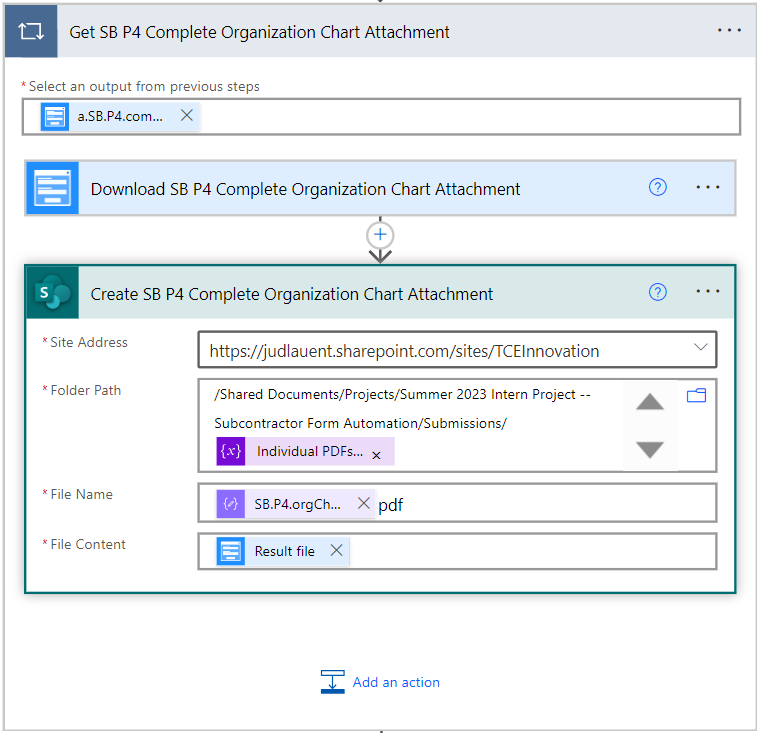 Get SB P4 Complete Organization Chart Attachment
* Select an output from previous steps
a.SB.P4.com...
Download SB P4 Complete Organization Chart Attachment
Create SB P4 Complete Organization Chart Attachment
* Site Address
https://judlauent.sharepoint.com/sites/TCEInnovation
* Folder Path
/Shared Documents/Projects/Summer 2023 Intern Project --
Subcontractor Form Automation/Submissions/
Individual PDFs...
* File Name
SB.P4.orgCh... pdf
* File Content
Result file
Add an action